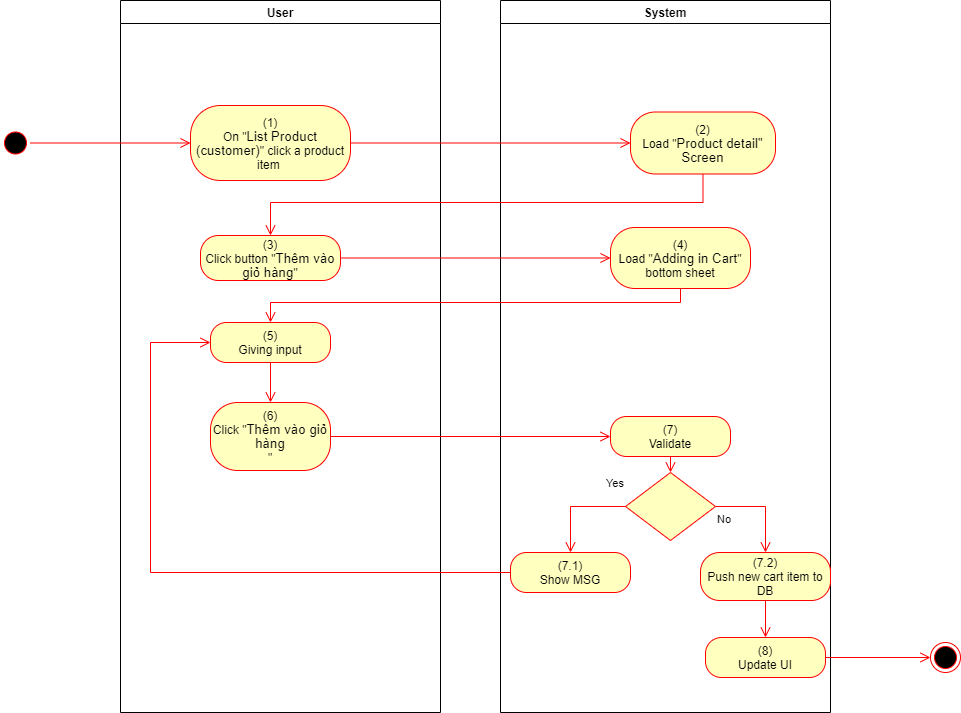 User
System
(1)
On "List Product
(customer)" click a product
item
(2)
Load "Product detail"
Screen
(3)
Click button "Thêm vào
giỏ hàng"
(4)
Load "Adding in Cart"
bottom sheet
(5)
Giving input
(6)
Click "Thêm vào giỏ
hàng
"
(7)
Validate
Yes
No
(7.1)
Show MSG
(7.2)
Push new cart item to
DB
(8)
Update UI